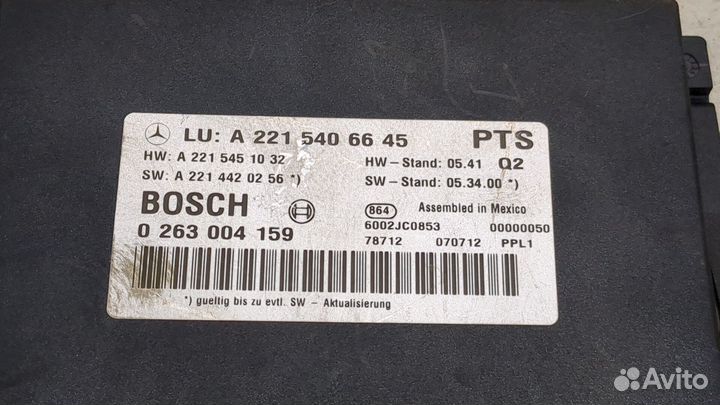 LU: A 221 540 66 45 PTS
HW: A 221 545 10 32 HW-Stand: 05.41 Q2
SW: A 221 442 02 56 *) SW-Stand: 05.34.00 *)
BOSCH 864 Assembled in Mexico
0 263 004 159 6002JC0853 00000050
78712 070712 PPL1
*) gueltig bis zu evtl. SW - Aktualisierung
Avito